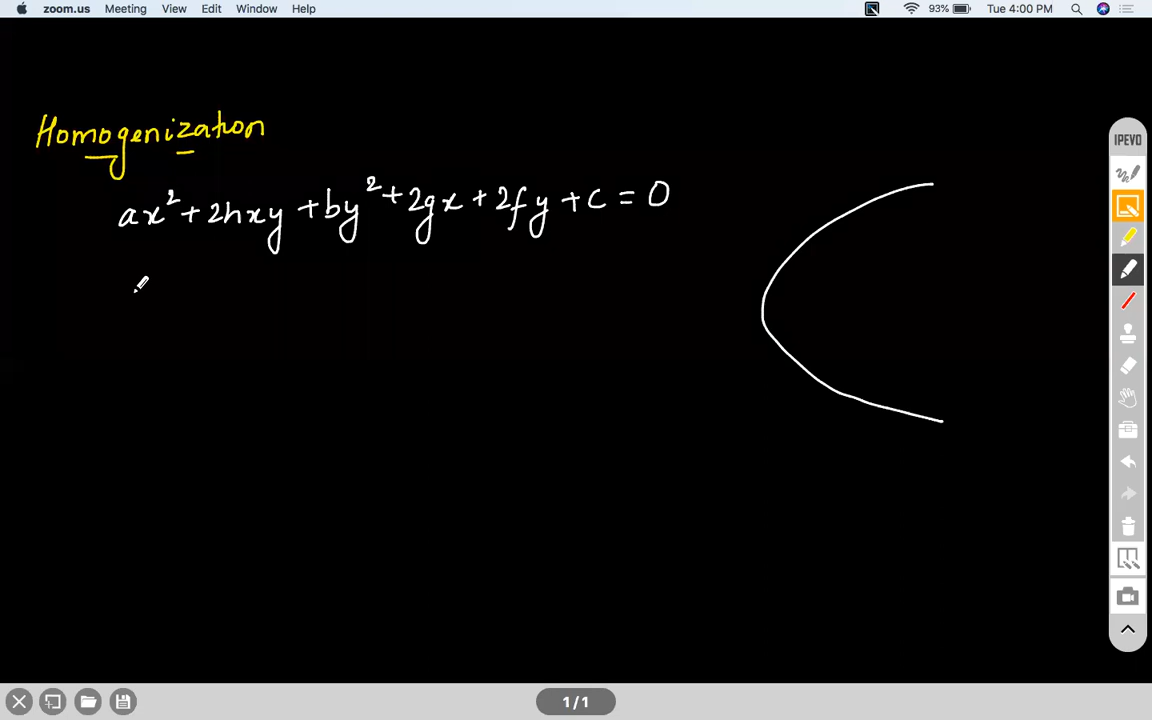 zoom.us Meeting View Edit Window Help 93% Tue 4:00 PM
IPEVO
Homogenization
ax² + 2hxy + by² + 2gx + 2fy + c = 0
1/1